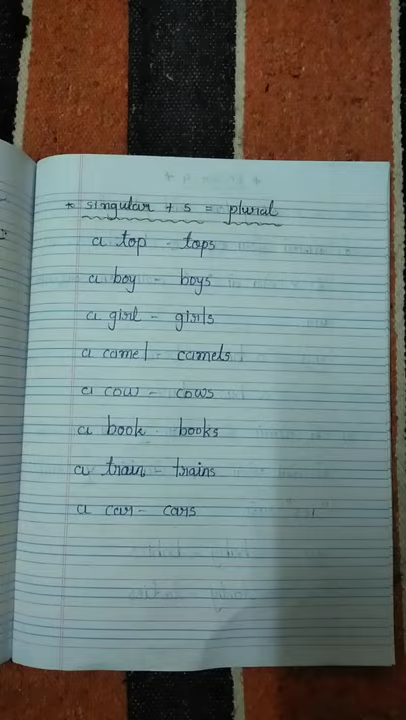 * singular + s = plural
a top - tops
a boy - boys
a girl - girls
a camel - camels
a cow - cows
a book - books
a train - trains
a car - cars